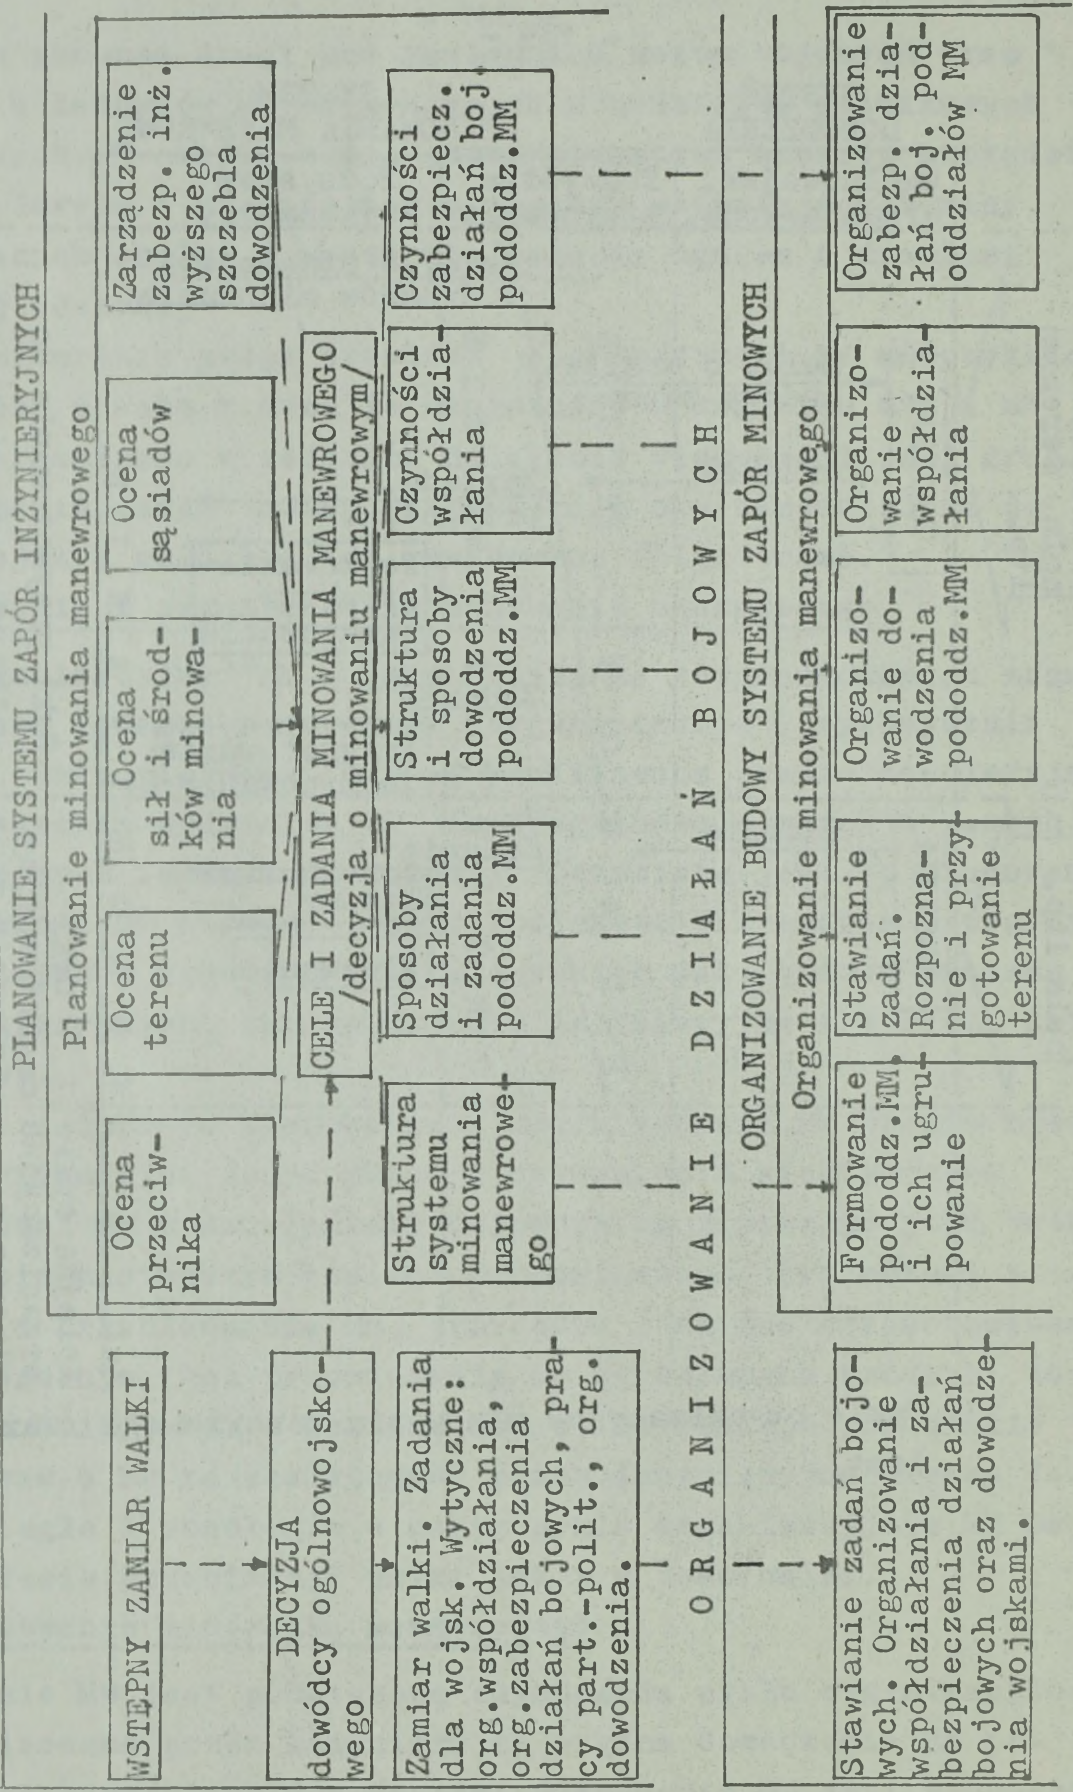 PLANOWANIE SYSTEMU ZAPÓR INŻYNIERYJNYCH
Planowanie minowania manewrowego
WSTĘPNY ZAMIAR WALKI
Ocena
przeciw-
nika
Ocena
terenu
Ocena
sił i środ-
ków minowa-
nia
Ocena
sąsiadów
Zarządzenie
zabezp. inż.
wyższego
szczebla
dowodzenia
DECYZJA
dowódcy ogólnowojsko-
wego
CELE I ZADANIA MINOWANIA MANEWROWEGO
/decyzja o minowaniu manewrowym/
Zamiar walki. Zadania
dla wojsk. Wytyczne:
org.współdziałania,
org.zabezpieczenia
działań bojowych, pra-
cy part.-polit., org.
dowodzenia.
Struktura
systemu
minowania
manewrowe-
go
Sposoby
działania
i zadania
pododdz.MM
Struktura
i sposoby
dowodzenia
pododdz.MM
Czynności
współdzia-
łania
Czynności
zabezpiecz.
działań boj.
pododdz.MM
ORGANIZOWANIE DZIAŁAŃ BOJOWYCH
ORGANIZOWANIE BUDOWY SYSTEMU ZAPÓR MINOWYCH
Organizowanie minowania manewrowego
Stawianie zadań bojo-
wych. Organizowanie
współdziałania i za-
bezpieczenia działań
bojowych oraz dowodze-
nia wojskami.
Formowanie
pododdz.MM.
i ich ugru-
powanie
Stawianie
zadań.
Rozpozna-
nie i przy-
gotowanie
terenu
Organizo-
wanie do-
wodzenia
pododdz.MM
Organizo-
wanie
współdzia-
łania
Organizowanie
zabezp. dzia-
łań boj. pod-
oddziałów MM